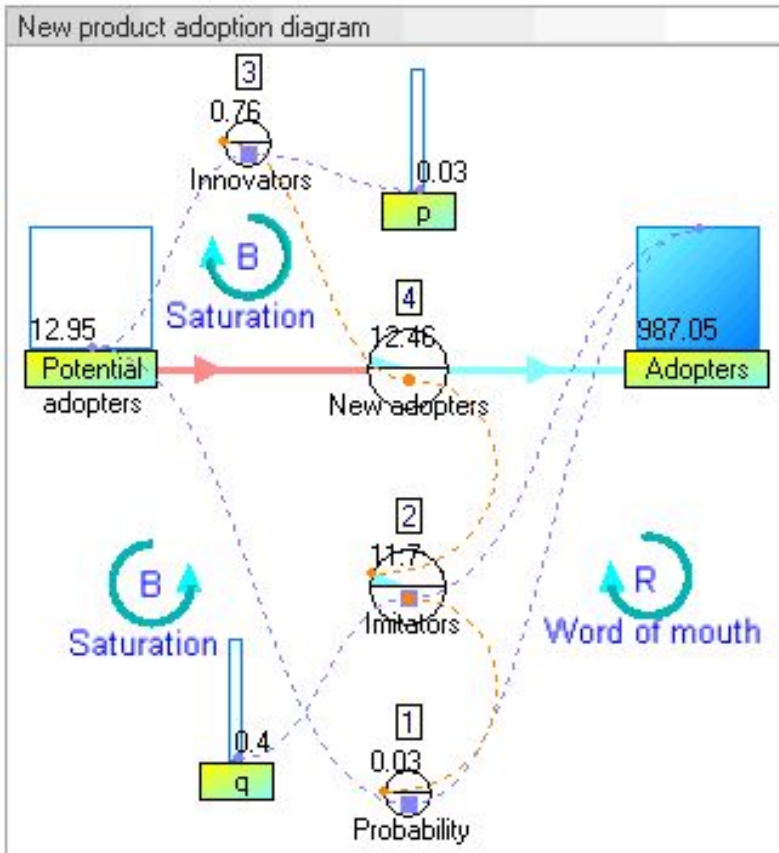 New product adoption diagram
3
0.76
Innovators
0.03
p
B
Saturation
4
12.95
12.46
987.05
Potential
adopters
New adopters
Adopters
2
11.7
Imitators
B
Saturation
R
Word of mouth
1
0.4
q
0.03
Probability